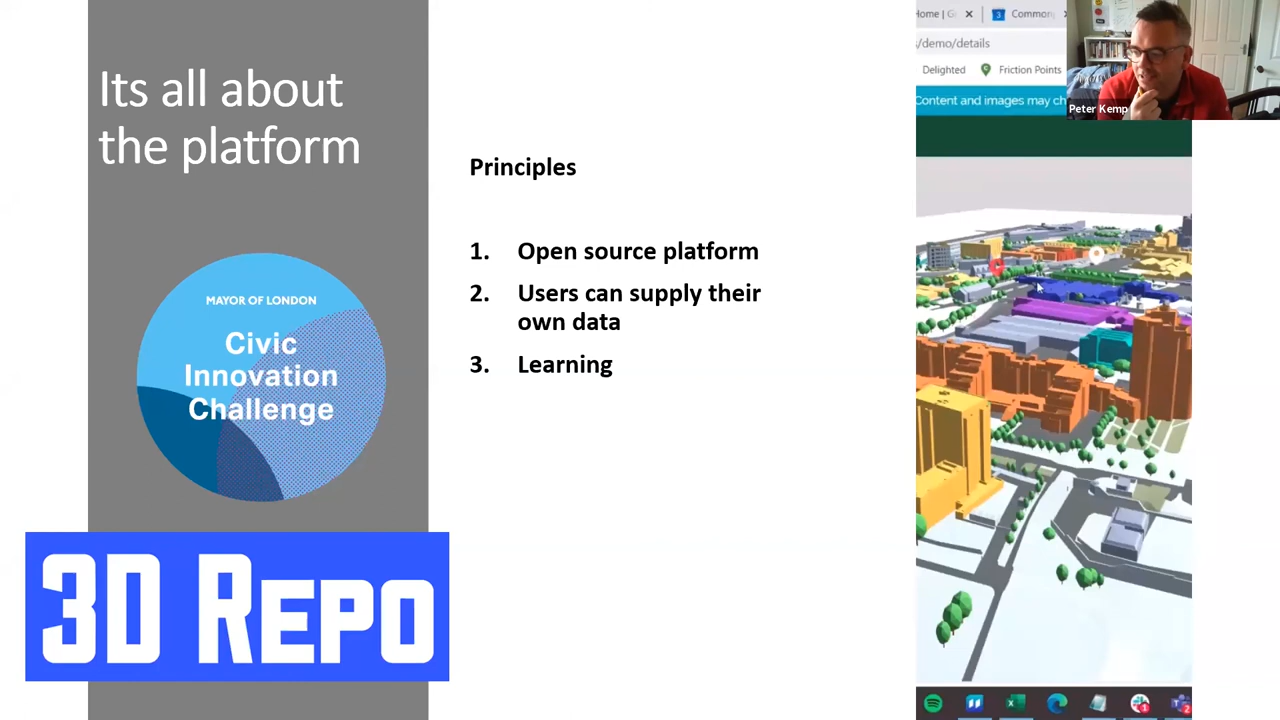 Its all about
the platform
MAYOR OF LONDON
Civic
Innovation
Challenge
3D REPO
Principles
1. Open source platform
2. Users can supply their
own data
3. Learning
Home |
Common
/demo/details
Delighted
Friction Points
Content and images may
Peter Kemp